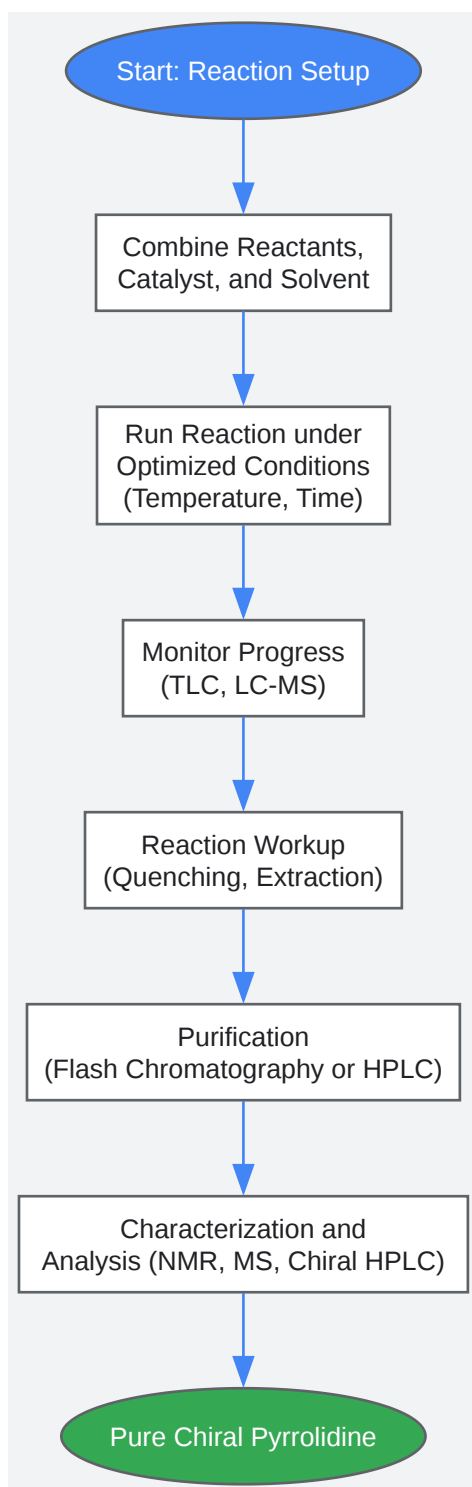 Start: Reaction Setup
Combine Reactants,
Catalyst, and Solvent
Run Reaction under
Optimized Conditions
(Temperature, Time)
Monitor Progress
(TLC, LC-MS)
Reaction Workup
(Quenching, Extraction)
Purification
(Flash Chromatography or HPLC)
Characterization and
Analysis (NMR, MS, Chiral HPLC)
Pure Chiral Pyrrolidine